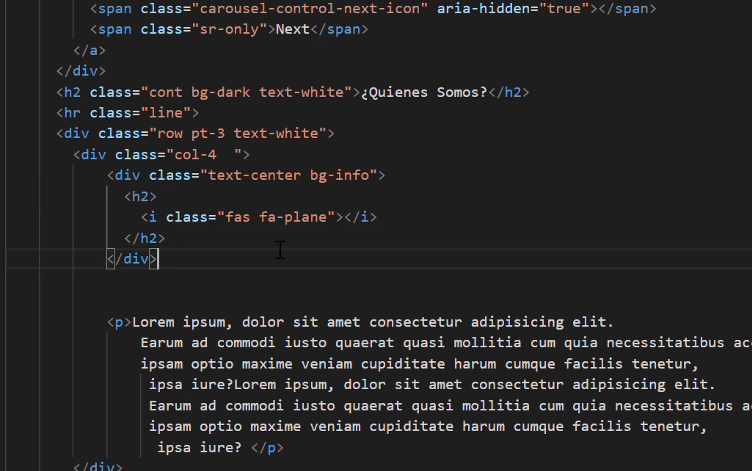 <span class="carousel-control-next-icon" aria-hidden="true"></span>
<span class="sr-only">Next</span>
</a>
</div>
<h2 class="cont bg-dark text-white">¿Quienes Somos?</h2>
<hr class="line">
<div class="row pt-3 text-white">
<div class="col-4  ">
<div class="text-center bg-info">
<h2>
<i class="fas fa-plane"></i>
</h2>
</div>
<p>Lorem ipsum, dolor sit amet consectetur adipisicing elit.
Earum ad commodi iusto quaerat quasi mollitia cum quia necessitatibus
ipsam optio maxime veniam cupiditate harum cumque facilis tenetur,
ipsa iure?Lorem ipsum, dolor sit amet consectetur adipisicing elit.
Earum ad commodi iusto quaerat quasi mollitia cum quia necessitatibus
ipsam optio maxime veniam cupiditate harum cumque facilis tenetur,
ipsa iure? </p>
</div>